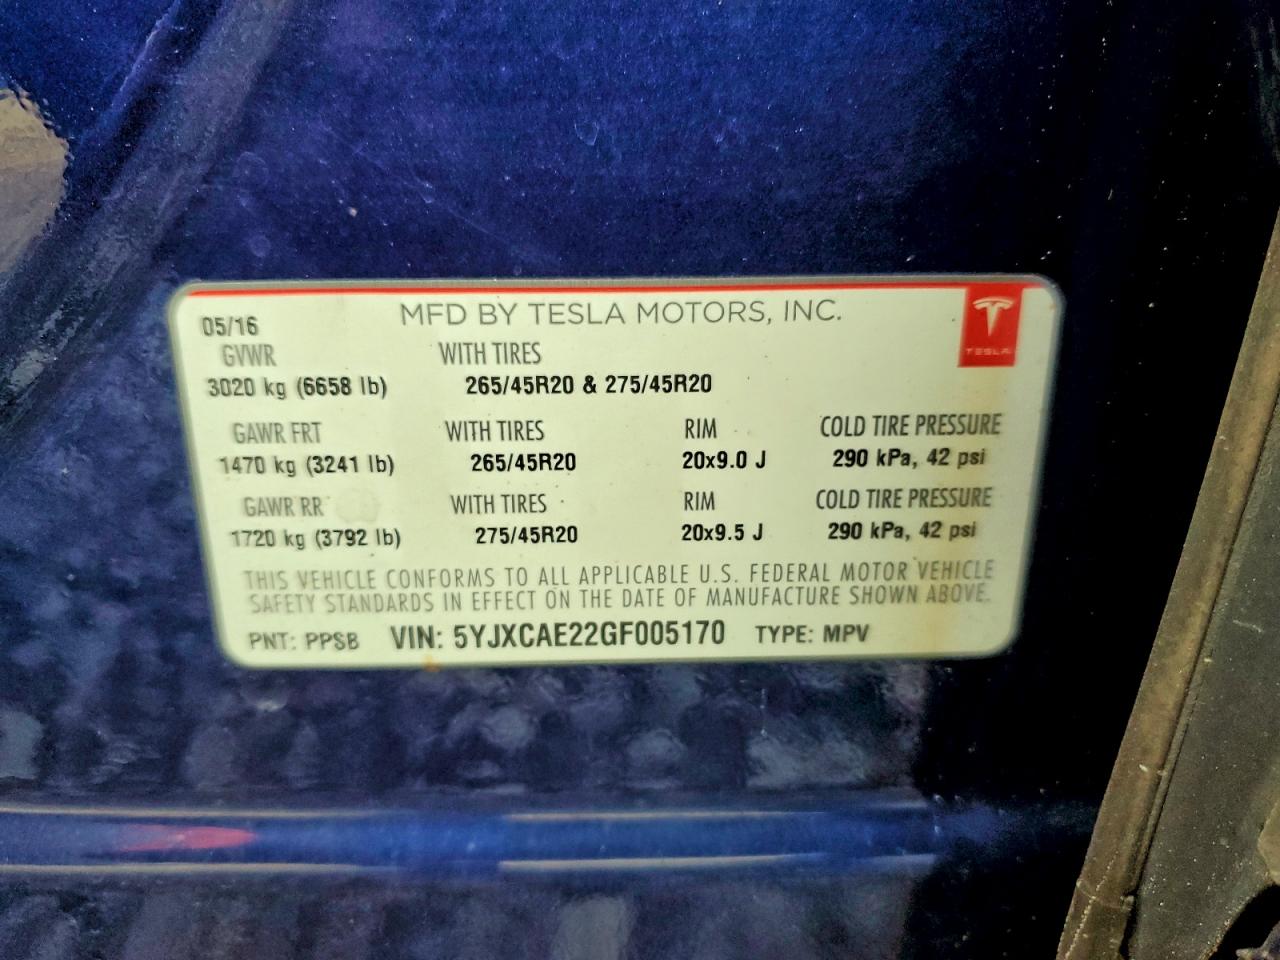 05/16 MFD BY TESLA MOTORS, INC.
TESLA
GVWR WITH TIRES
3020 kg (6658 lb) 265/45R20 & 275/45R20
GAWR FRT WITH TIRES RIM COLD TIRE PRESSURE
1470 kg (3241 lb) 265/45R20 20x9.0 J 290 kPa, 42 psi
GAWR RR WITH TIRES RIM COLD TIRE PRESSURE
1720 kg (3792 lb) 275/45R20 20x9.5 J 290 kPa, 42 psi
THIS VEHICLE CONFORMS TO ALL APPLICABLE U.S. FEDERAL MOTOR VEHICLE
SAFETY STANDARDS IN EFFECT ON THE DATE OF MANUFACTURE SHOWN ABOVE.
PNT: PPSB VIN: 5YJXCAE22GF005170 TYPE: MPV